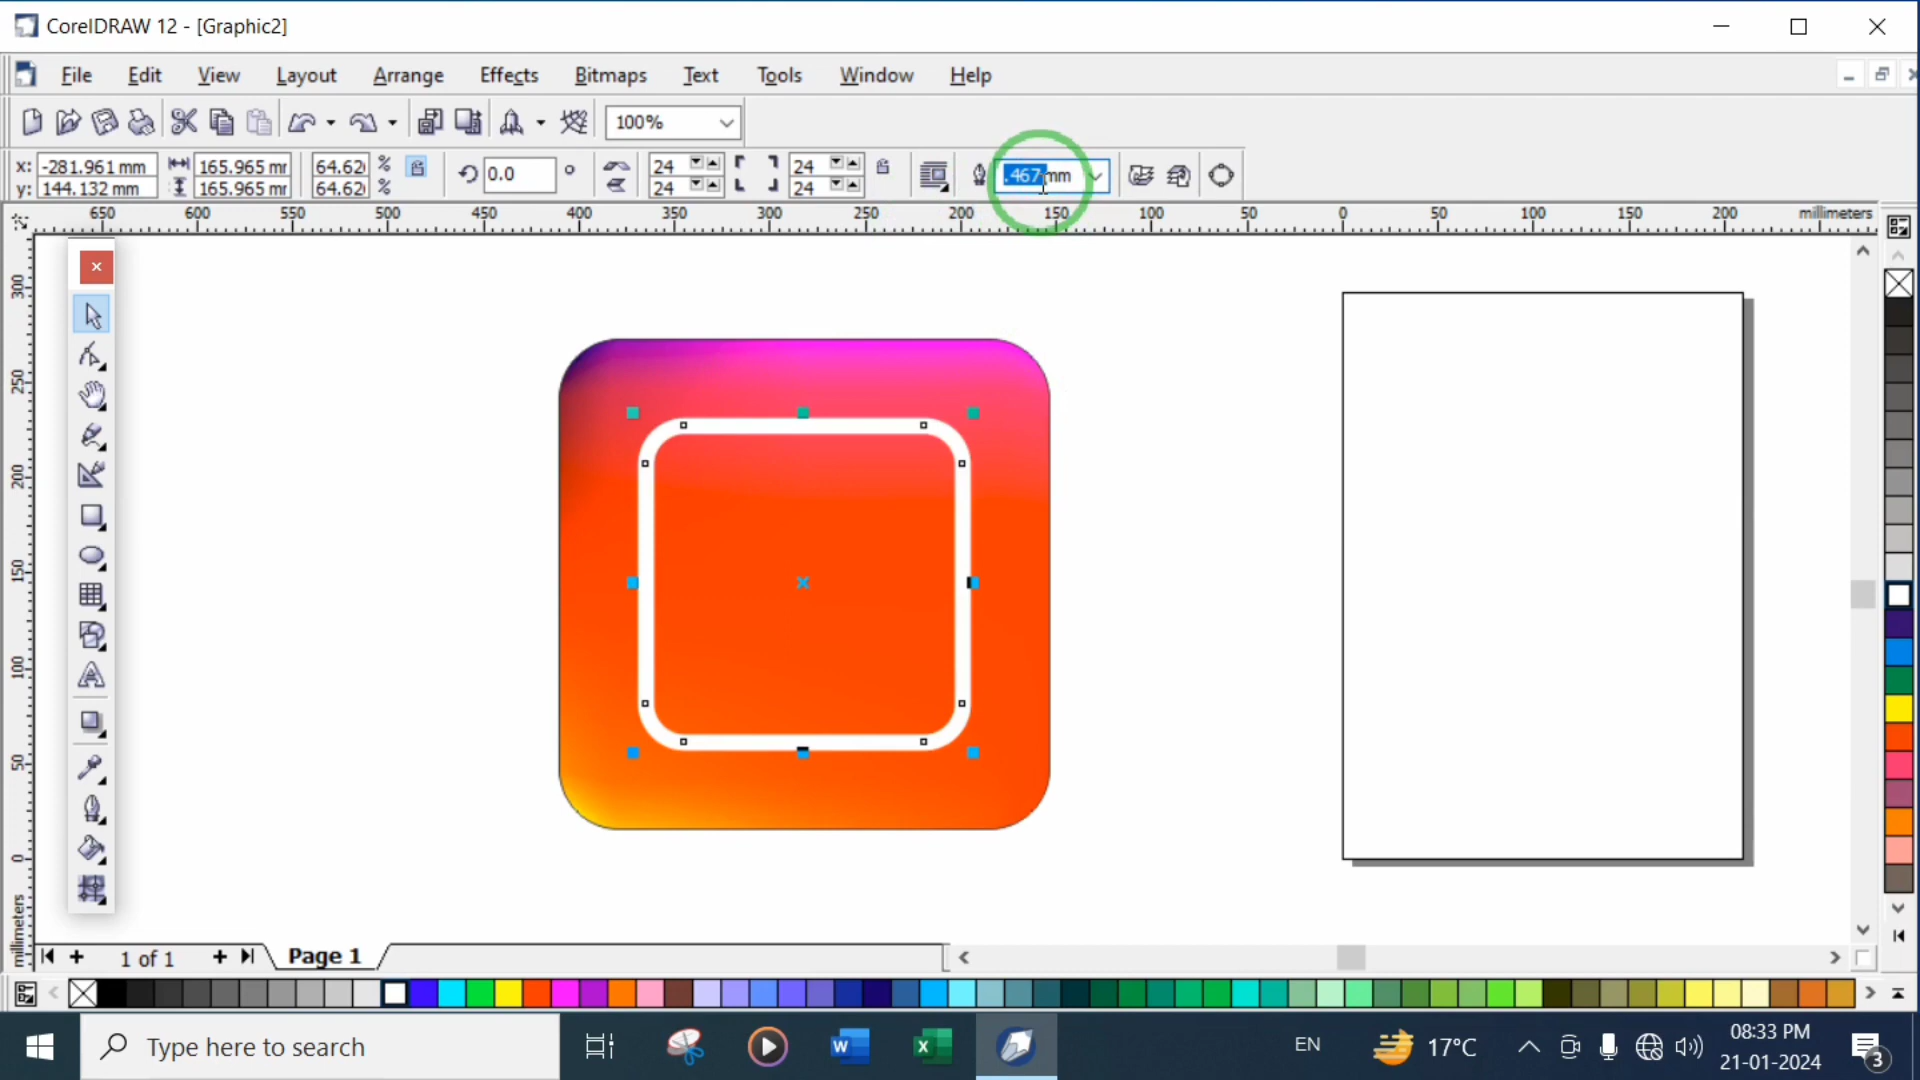 CorelDRAW 12 - [Graphic2]
File Edit View Layout Arrange Effects Bitmaps Text Tools Window Help
100%
x: -281.961 mm 165.965 mm 64.626 % 0.0 ° 24 24 .467 mm
y: 144.132 mm 165.965 mm 64.626 % 24 24
650 600 550 500 450 400 350 300 250 200 150 100 50 0 50 100 150 200 millimeters
300
250
200
150
100
50
0
millimeters
1 of 1 Page 1
Type here to search
EN
17°C
08:33 PM
21-01-2024
3